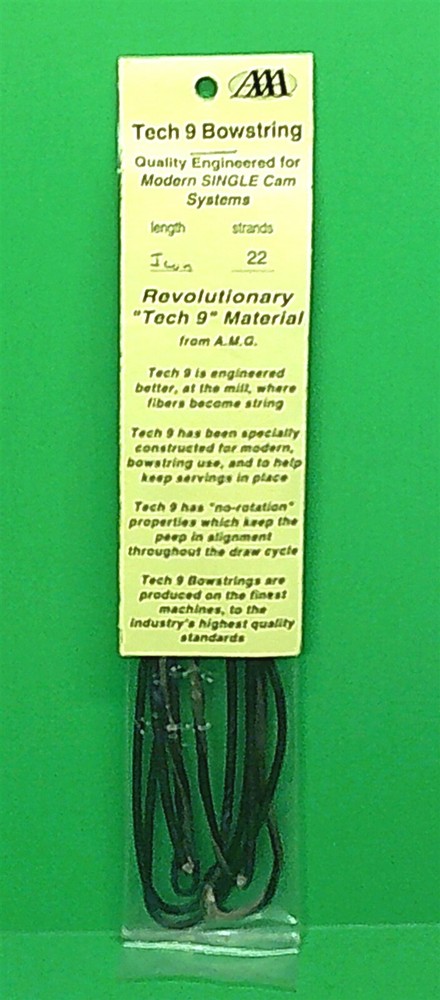 AAA
Tech 9 Bowstring
Quality Engineered for
Modern SINGLE Cam
Systems
length strands
22
Revolutionary
"Tech 9" Material
from A.M.G.
Tech 9 is engineered
better, at the mill, where
fibers become string
Tech 9 has been specially
constructed for modern,
bowstring use, and to help
keep servings in place
Tech 9 has "no-rotation"
properties which keep the
peep in alignment
throughout the draw cycle
Tech 9 Bowstrings are
produced on the finest
machines, to the
industry's highest quality
standards